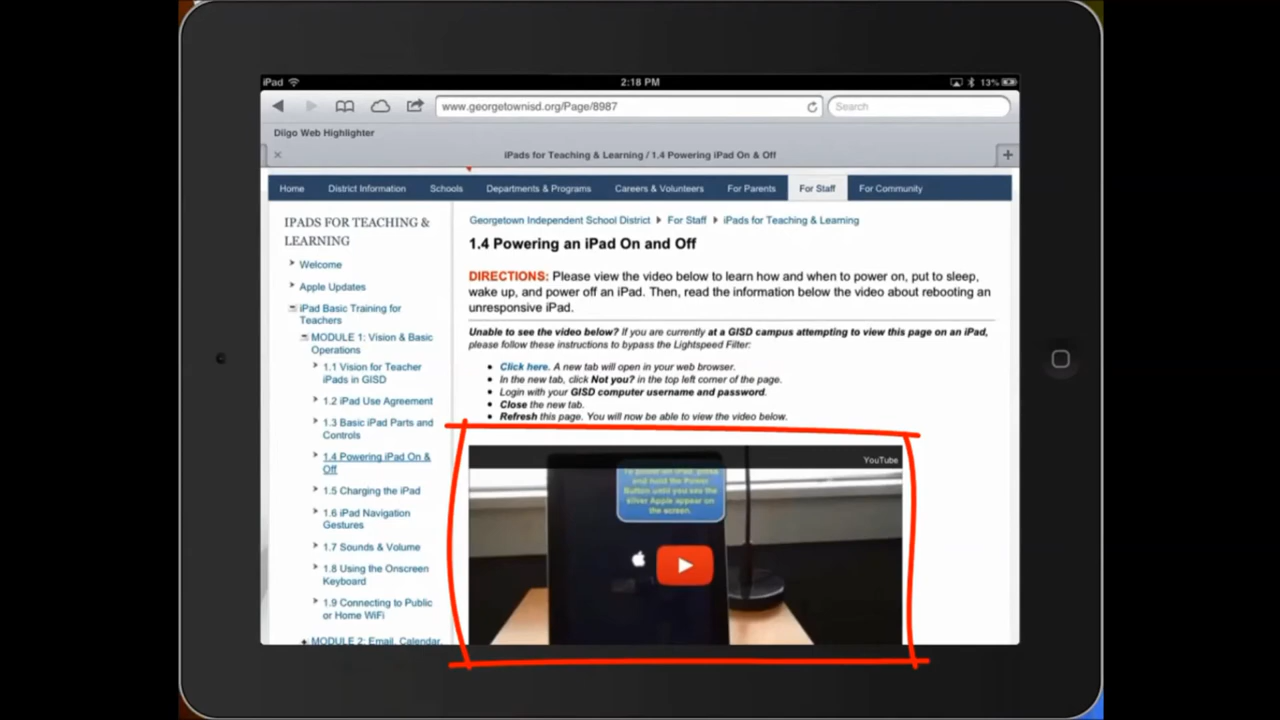 iPad
2:18 PM
13%
www.georgetownisd.org/Page/8987
Search
Diigo Web Highlighter
iPads for Teaching & Learning / 1.4 Powering iPad On & Off
Home
District Information
Schools
Departments & Programs
Careers & Volunteers
For Parents
For Staff
For Community
IPADS FOR TEACHING &
LEARNING
Welcome
Apple Updates
iPad Basic Training for
Teachers
MODULE 1: Vision & Basic
Operations
1.1 Vision for Teacher
iPads in GISD
1.2 iPad Use Agreement
1.3 Basic iPad Parts and
Controls
1.4 Powering iPad On &
Off
1.5 Charging the iPad
1.6 iPad Navigation
Gestures
1.7 Sounds & Volume
1.8 Using the Onscreen
Keyboard
1.9 Connecting to Public
or Home WiFi
MODULE 2: Email, Calendar,
Georgetown Independent School District
For Staff
iPads for Teaching & Learning
1.4 Powering an iPad On and Off
DIRECTIONS: Please view the video below to learn how and when to power on, put to sleep,
wake up, and power off an iPad. Then, read the information below the video about rebooting an
unresponsive iPad.
Unable to see the video below? If you are currently at a GISD campus attempting to view this page on an iPad,
please follow these instructions to bypass the Lightspeed Filter:
Click here. A new tab will open in your web browser.
In the new tab, click Not you? in the top left corner of the page.
Login with your GISD computer username and password.
Close the new tab.
Refresh this page. You will now be able to view the video below.
YouTube
To power an iPad, press
and hold the Power
Button until you see the
silver Apple appear on
the screen.